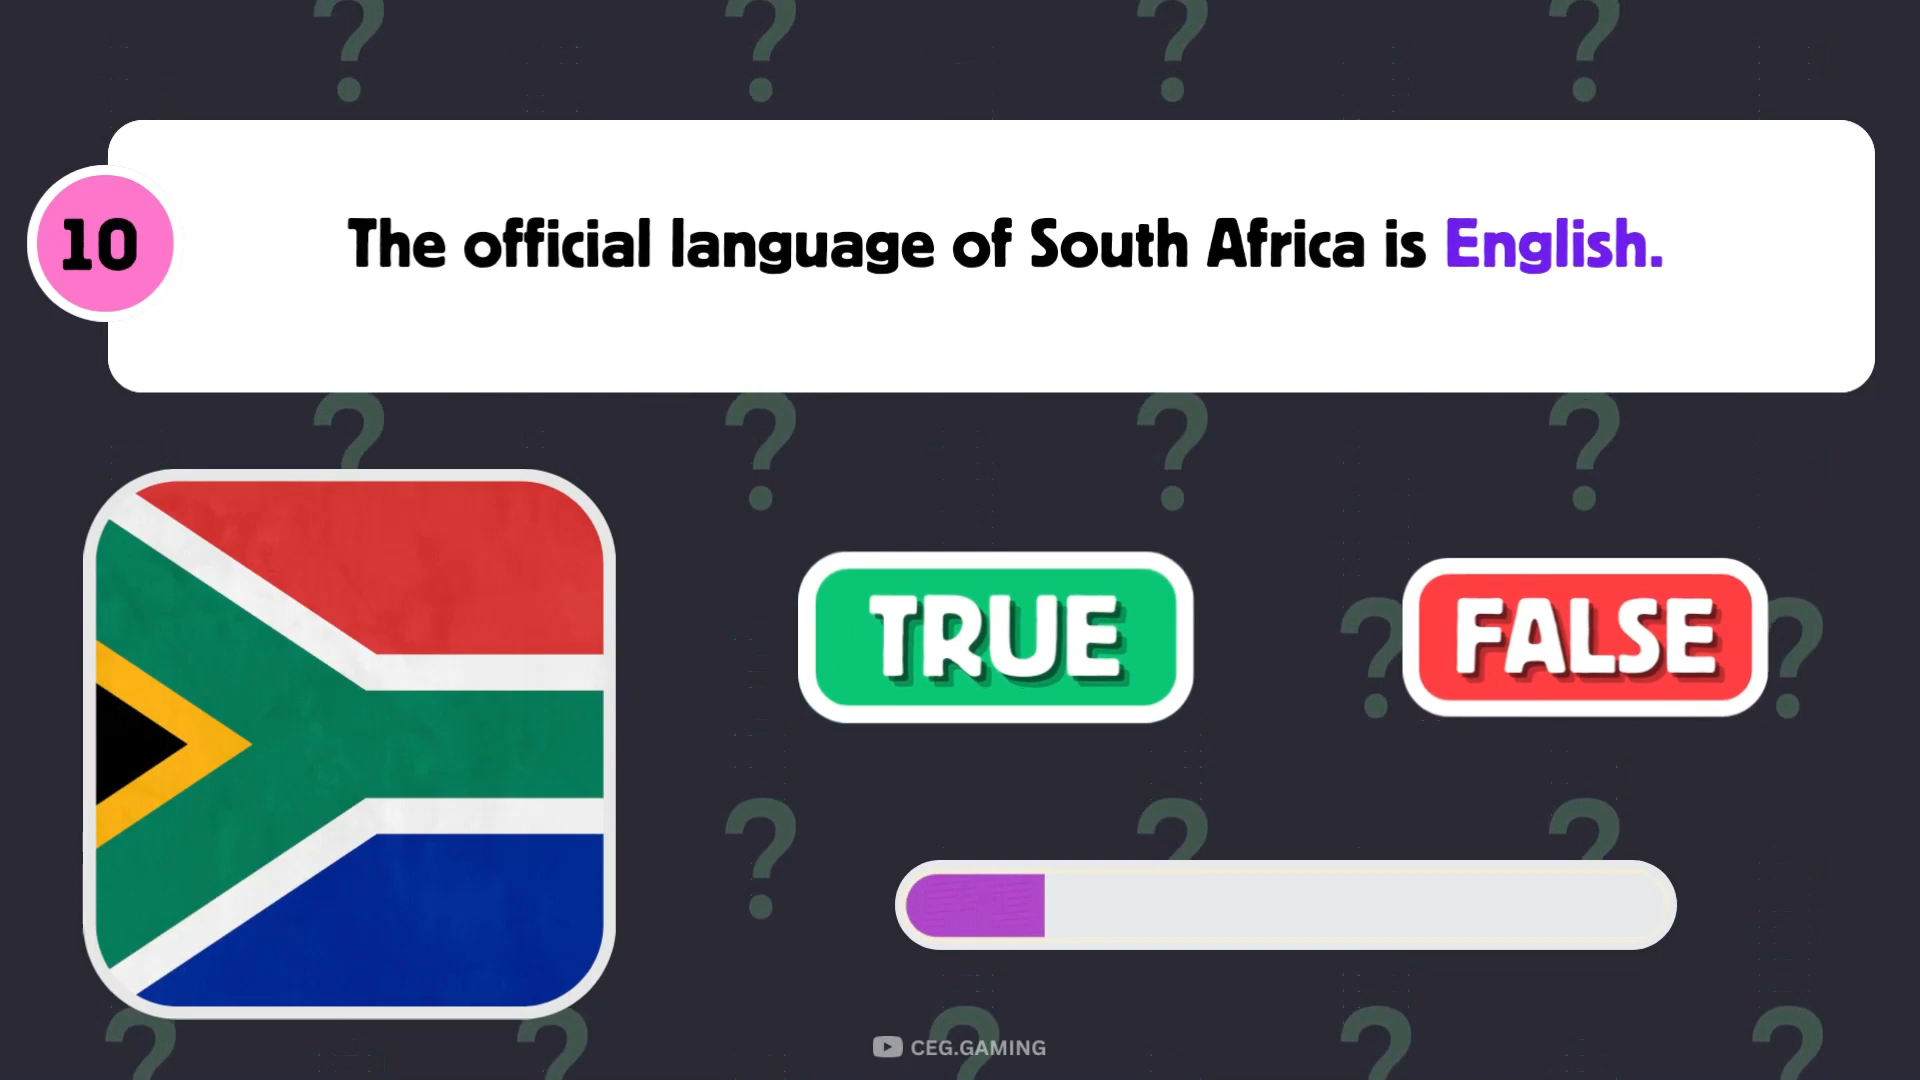 10
The official language of South Africa is English.
TRUE
FALSE
CEG.GAMING